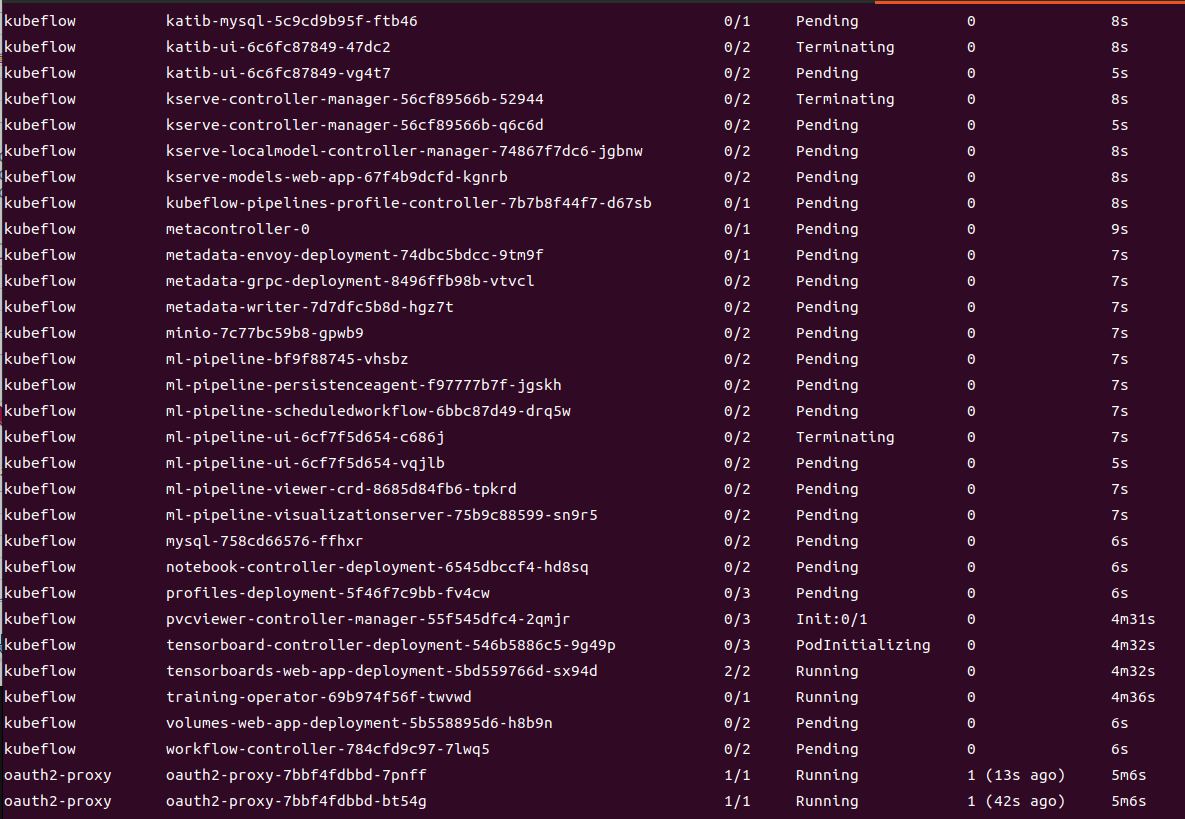 kubeflow katib-mysql-5c9cd9b95f-ftb46 0/1 Pending 0 8s
kubeflow katib-ui-6c6fc87849-47dc2 0/2 Terminating 0 8s
kubeflow katib-ui-6c6fc87849-vg4t7 0/2 Pending 0 5s
kubeflow kserve-controller-manager-56cf89566b-52944 0/2 Terminating 0 8s
kubeflow kserve-controller-manager-56cf89566b-q6c6d 0/2 Pending 0 5s
kubeflow kserve-localmodel-controller-manager-74867f7dc6-jgbnw 0/2 Pending 0 8s
kubeflow kserve-models-web-app-67f4b9dcfd-kgnrb 0/2 Pending 0 8s
kubeflow kubeflow-pipelines-profile-controller-7b7b8f44f7-d67sb 0/1 Pending 0 8s
kubeflow metacontroller-0 0/1 Pending 0 9s
kubeflow metadata-envoy-deployment-74dbc5bdcc-9tm9f 0/1 Pending 0 7s
kubeflow metadata-grpc-deployment-8496ffb98b-vtvcl 0/2 Pending 0 7s
kubeflow metadata-writer-7d7dfc5b8d-hgz7t 0/2 Pending 0 7s
kubeflow minio-7c77bc59b8-gpwb9 0/2 Pending 0 7s
kubeflow ml-pipeline-bf9f88745-vhsbz 0/2 Pending 0 7s
kubeflow ml-pipeline-persistenceagent-f97777b7f-jgskh 0/2 Pending 0 7s
kubeflow ml-pipeline-scheduledworkflow-6bbc87d49-drq5w 0/2 Pending 0 7s
kubeflow ml-pipeline-ui-6cf7f5d654-c686j 0/2 Terminating 0 7s
kubeflow ml-pipeline-ui-6cf7f5d654-vqjlb 0/2 Pending 0 5s
kubeflow ml-pipeline-viewer-crd-8685d84fb6-tpkrd 0/2 Pending 0 7s
kubeflow ml-pipeline-visualizationserver-75b9c88599-sn9r5 0/2 Pending 0 7s
kubeflow mysql-758cd66576-ffhxr 0/2 Pending 0 6s
kubeflow notebook-controller-deployment-6545dbccf4-hd8sq 0/2 Pending 0 6s
kubeflow profiles-deployment-5f46f7c9bb-fv4cw 0/3 Pending 0 6s
kubeflow pvcviewer-controller-manager-55f545dfc4-2qmjr 0/3 Init:0/1 0 4m31s
kubeflow tensorboard-controller-deployment-546b5886c5-9g49p 0/3 PodInitializing 0 4m32s
kubeflow tensorboards-web-app-deployment-5bd559766d-sx94d 2/2 Running 0 4m32s
kubeflow training-operator-69b974f56f-twvwd 0/1 Running 0 4m36s
kubeflow volumes-web-app-deployment-5b558895d6-h8b9n 0/2 Pending 0 6s
kubeflow workflow-controller-784cfd9c97-7lwq5 0/2 Pending 0 6s
oauth2-proxy oauth2-proxy-7bbf4fdbbd-7pnff 1/1 Running 1 (13s ago) 5m6s
oauth2-proxy oauth2-proxy-7bbf4fdbbd-bt54g 1/1 Running 1 (42s ago) 5m6s